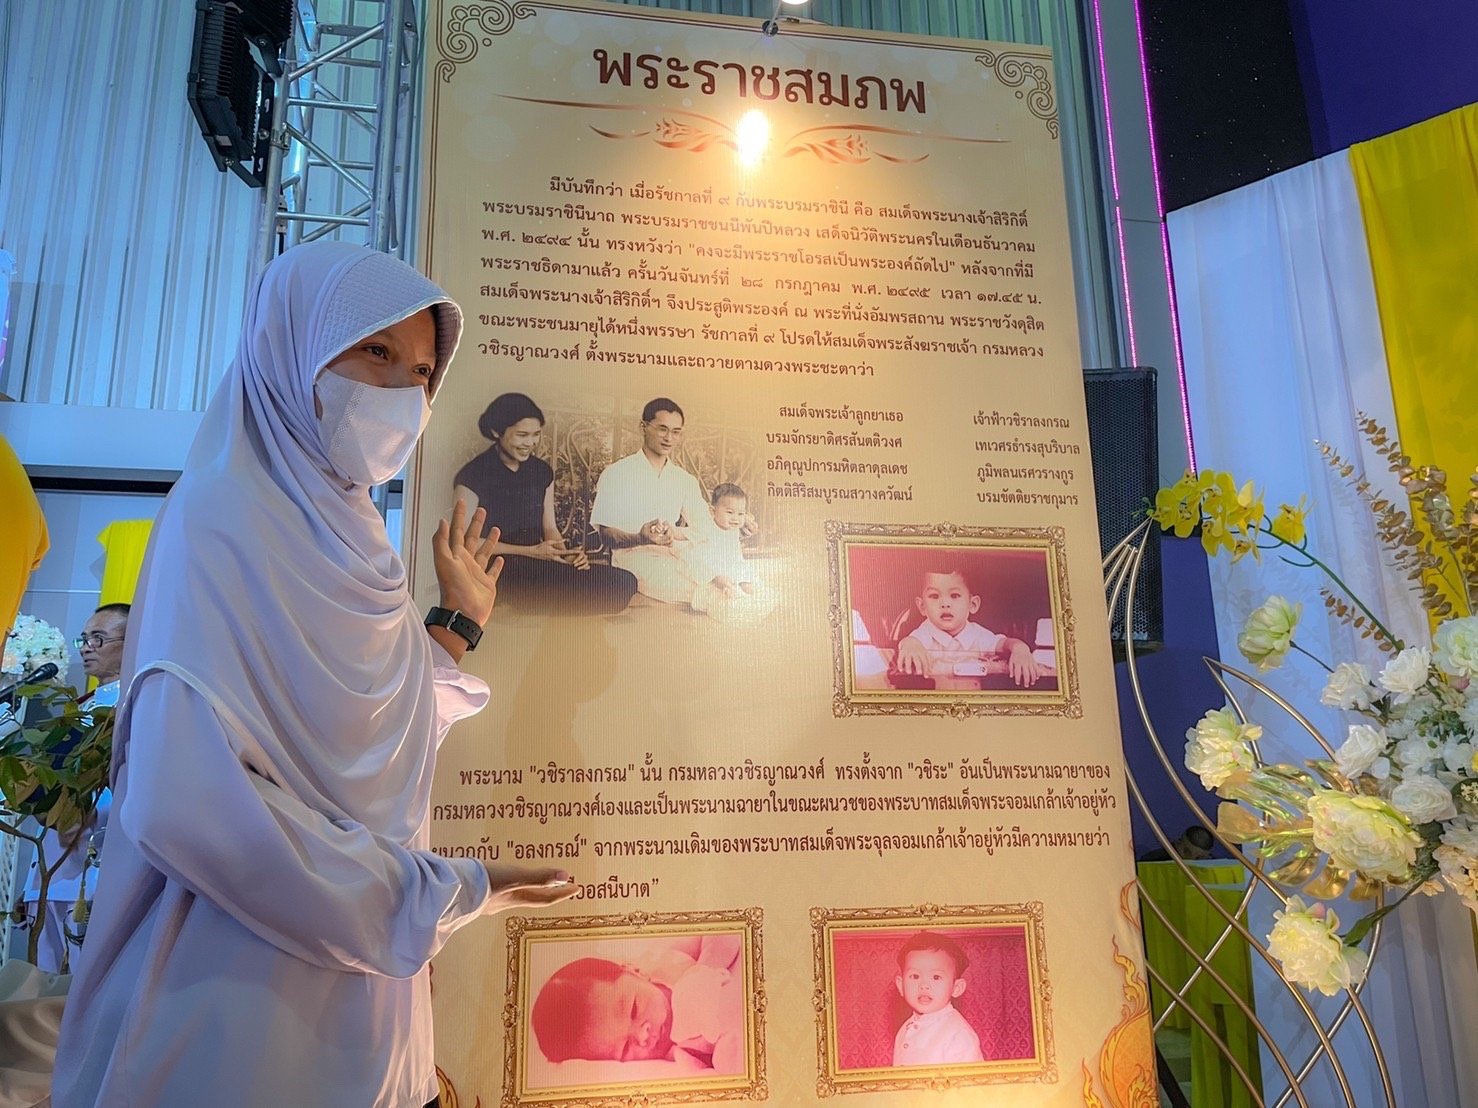 พระราชสมภพ
มีบันทึกว่า เมื่อรัชกาลที่ ๙ กับพระบรมราชินี คือ สมเด็จพระนางเจ้าสิริกิติ์
พระบรมราชินีนาถ พระบรมราชชนนีพันปีหลวง เสด็จนิวัติพระนครในเดือนธันวาคม
พ.ศ. ๒๔๙๔ นั้น ทรงหวังว่า "คงจะมีพระราชโอรสเป็นพระองค์ถัดไป" หลังจากที่มี
พระราชธิดามาแล้ว ครั้นวันจันทร์ที่ ๒๘ กรกฎาคม พ.ศ. ๒๔๙๕ เวลา ๑๗.๔๕ น.
สมเด็จพระนางเจ้าสิริกิติ์ฯ จึงประสูติพระองค์ ณ พระที่นั่งอัมพรสถาน พระราชวังดุสิต
ขณะพระชนมายุได้หนึ่งพรรษา รัชกาลที่ ๙ โปรดให้สมเด็จพระสังฆราชเจ้า กรมหลวง
วชิรญาณวงศ์ ตั้งพระนามและถวายตามดวงพระชะตาว่า
สมเด็จพระเจ้าลูกยาเธอ เจ้าฟ้าวชิราลงกรณ
บรมจักรยาดิศรสันตติวงศ เทเวศรธำรงสุบริบาล
อภิคุณูปการมหิตลาดุลเดช ภูมิพลนเรศวรางกูร
กิตติสิริสมบูรณสวางควัฒน์ บรมขัตติยราชกุมาร
พระนาม "วชิราลงกรณ" นั้น กรมหลวงวชิรญาณวงศ์ ทรงตั้งจาก "วชิระ" อันเป็นพระนามฉายาของ
กรมหลวงวชิรญาณวงศ์เองและเป็นพระนามฉายาในขณะผนวชของพระบาทสมเด็จพระจอมเกล้าเจ้าอยู่หัว
ผนวกกับ "อลงกรณ์" จากพระนามเดิมของพระบาทสมเด็จพระจุลจอมเกล้าเจ้าอยู่หัวมีความหมายว่า
อสนีบาต"